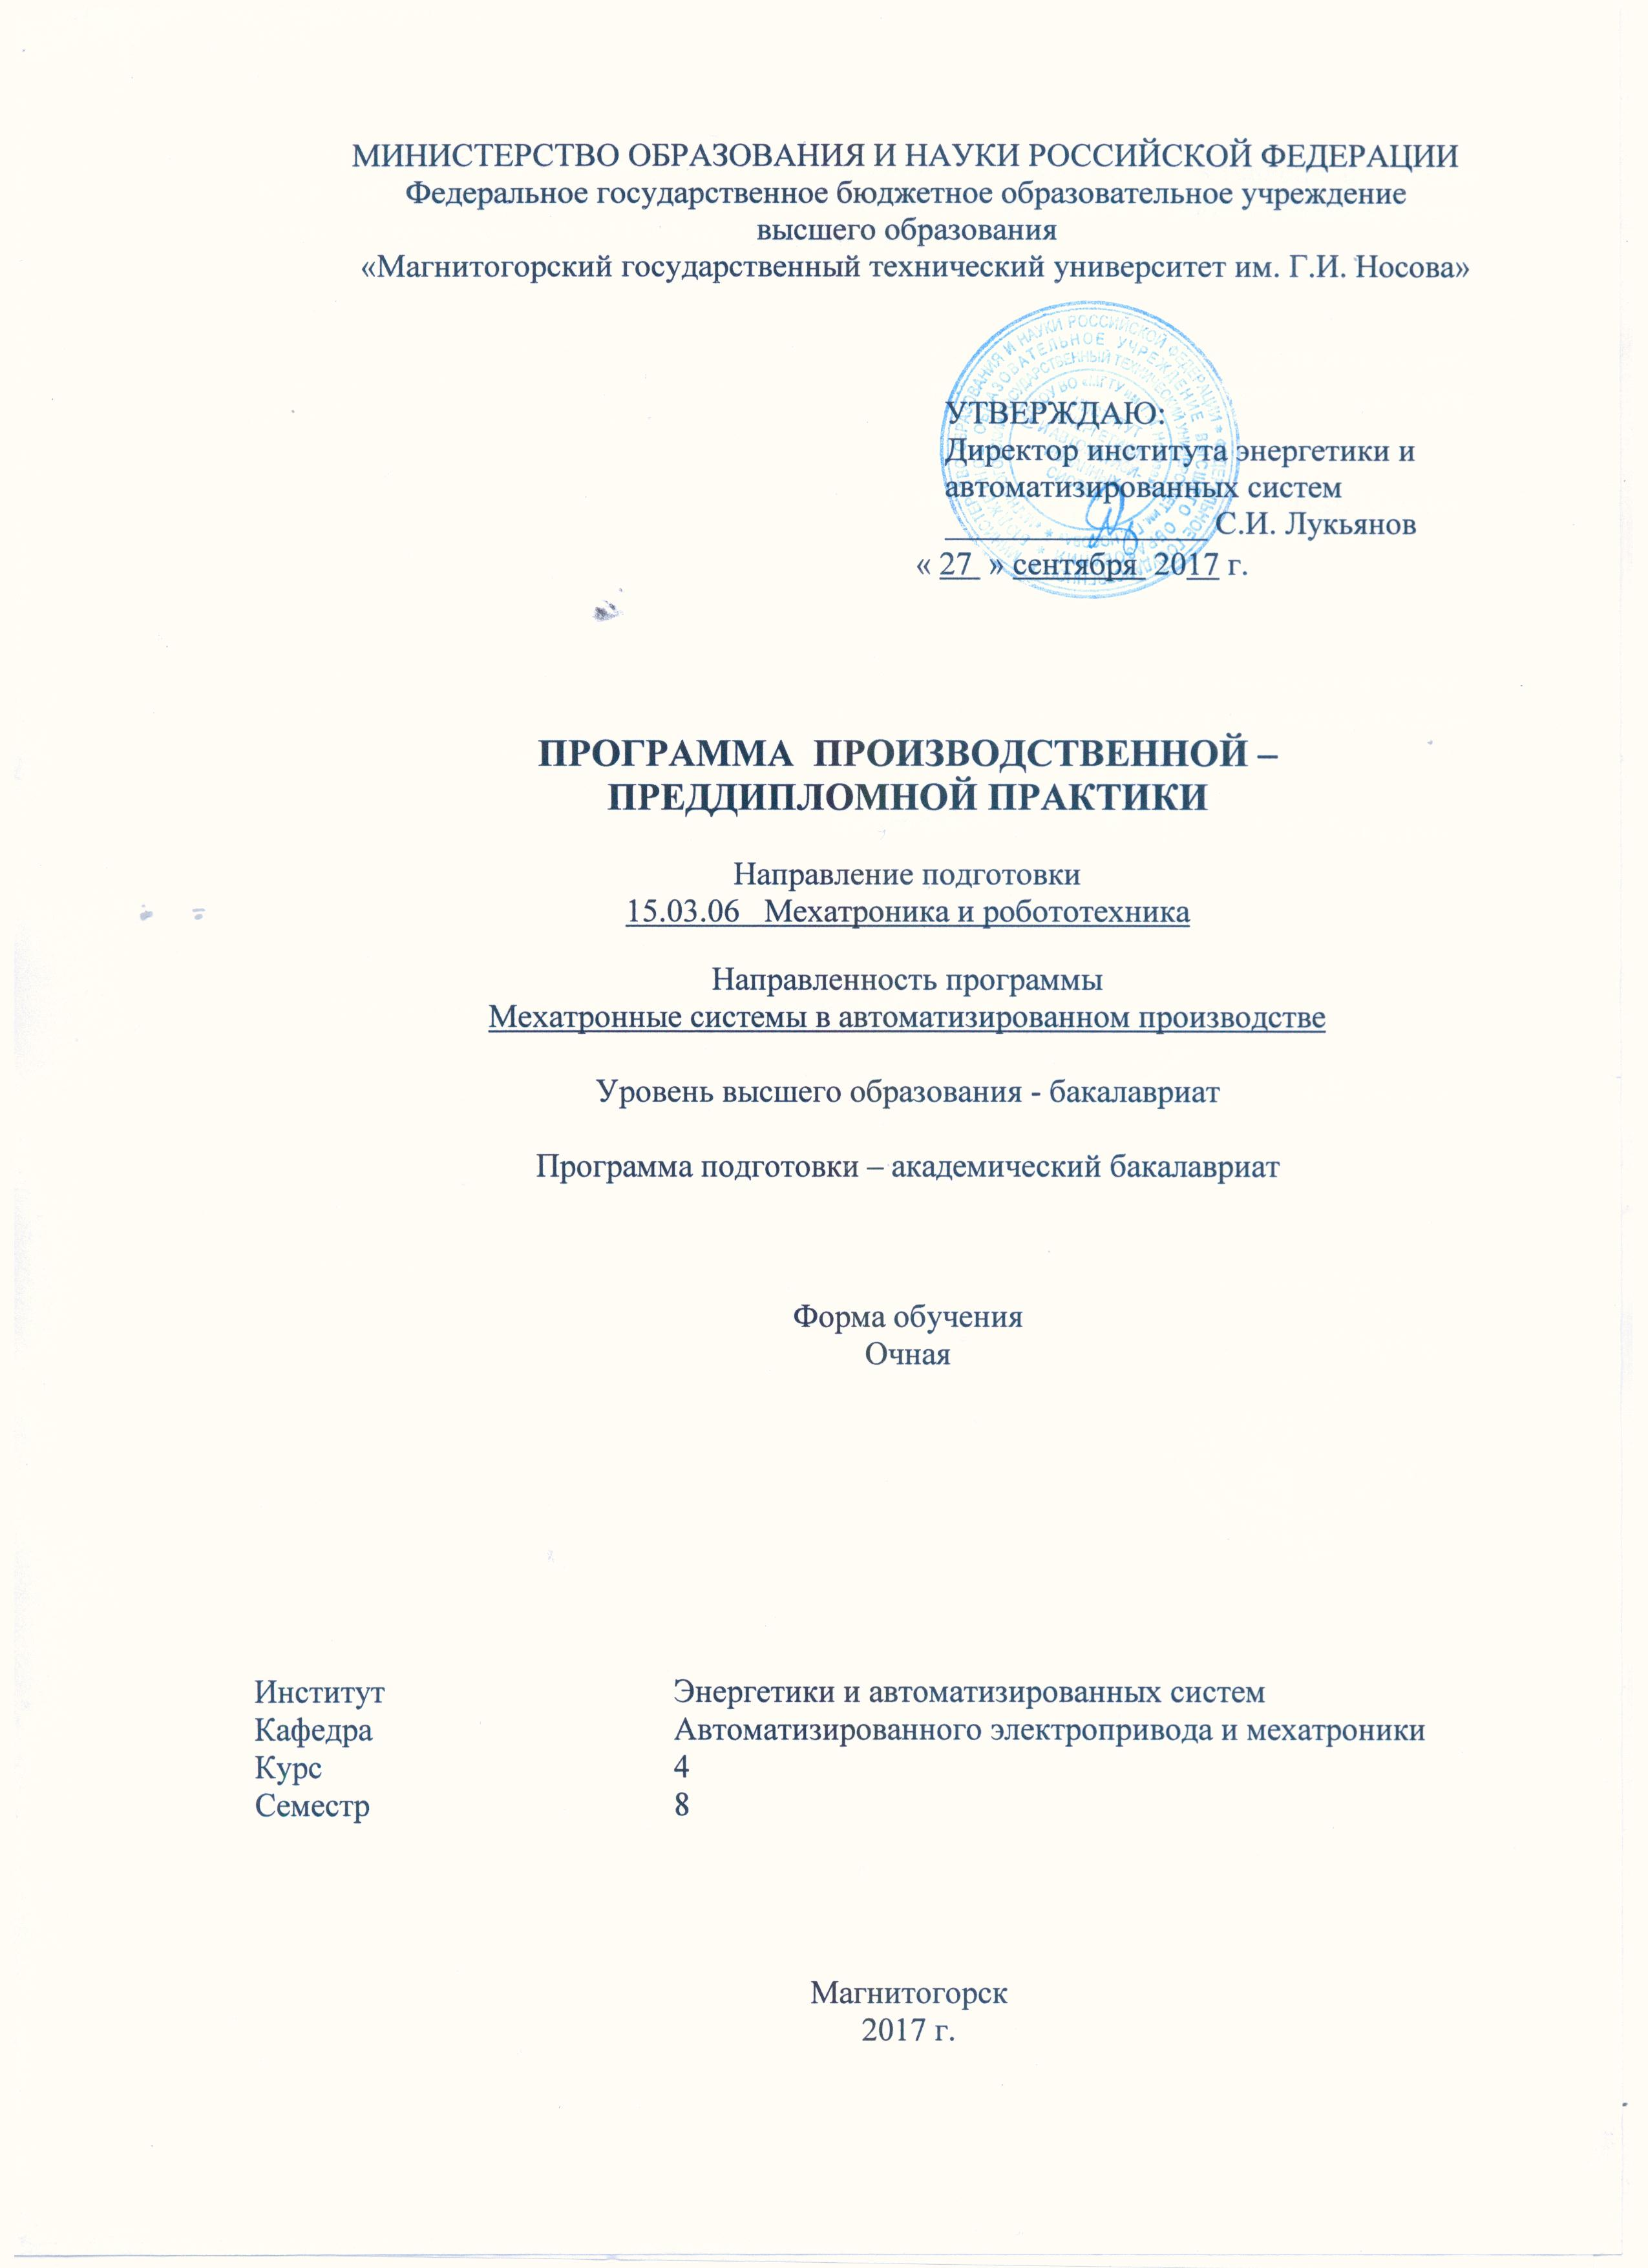 МИНИСТЕРСТВО ОБРАЗОВАНИЯ И НАУКИ РОССИЙСКОЙ ФЕДЕРАЦИИ
Федеральное государственное бюджетное образовательное учреждение
высшего образования
«Магнитогорский государственный технический университет им. Г.И. Носова»
УТВЕРЖДАЮ:
Директор института энергетики и
автоматизированных систем
С.И. Лукьянов
« 27 » сентября 2017 г.
ПРОГРАММА ПРОИЗВОДСТВЕННОЙ –
ПРЕДДИПЛОМНОЙ ПРАКТИКИ
Направление подготовки
15.03.06 Мехатроника и робототехника
Направленность программы
Мехатронные системы в автоматизированном производстве
Уровень высшего образования - бакалавриат
Программа подготовки – академический бакалавриат
Форма обучения
Очная
Институт Энергетики и автоматизированных систем
Кафедра Автоматизированного электропривода и мехатроники
Курс 4
Семестр 8
Магнитогорск
2017 г.